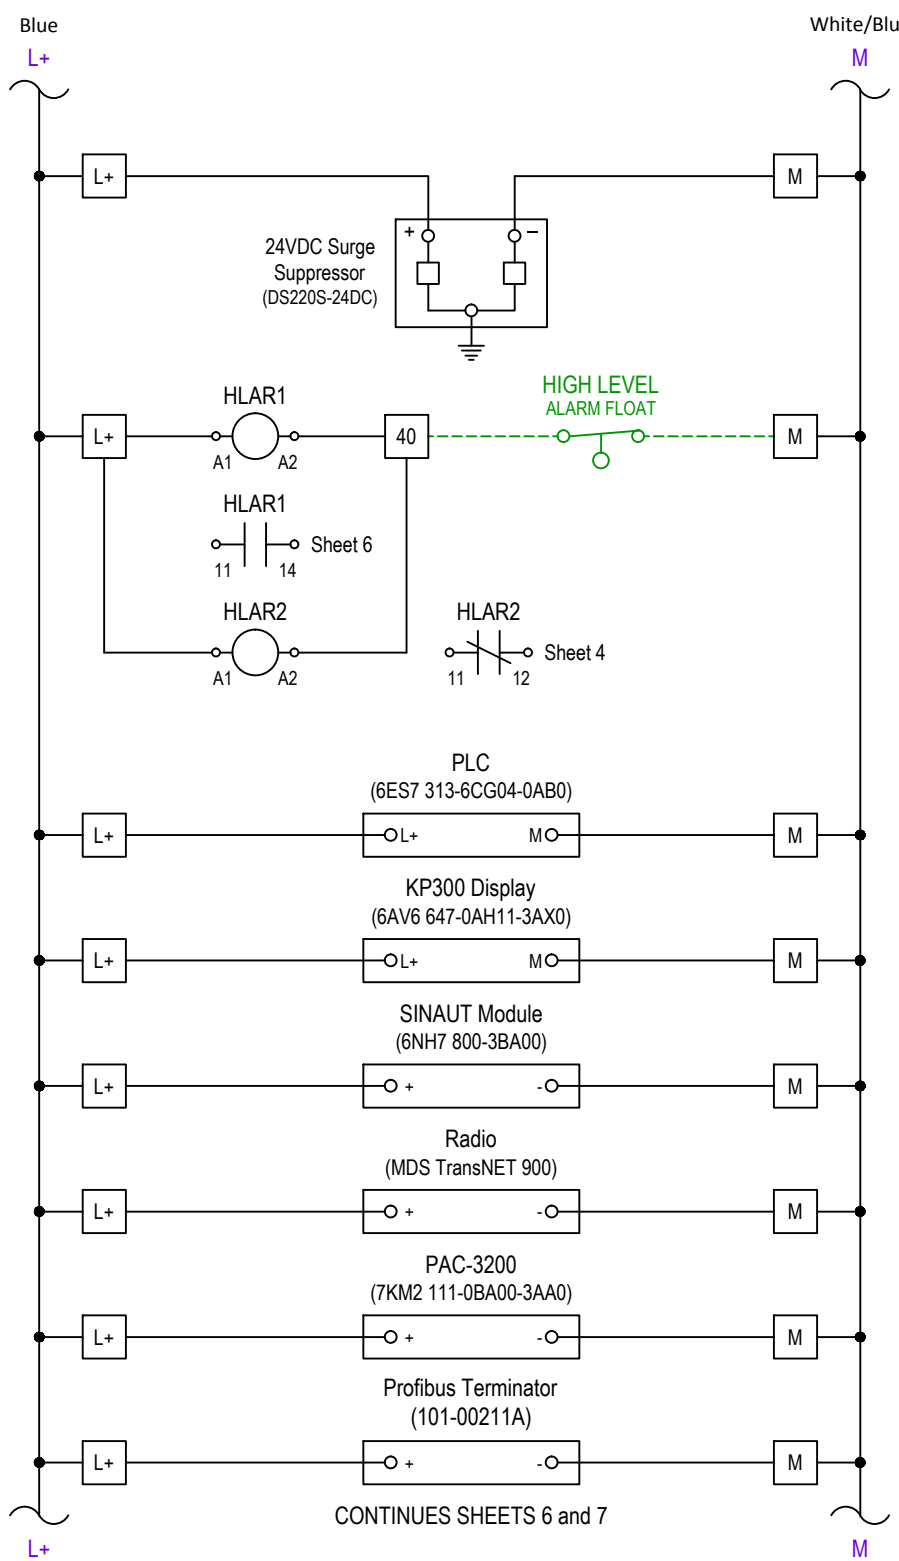 Blue
White/Blu
L+
M
L+
M
+
−
24VDC Surge
Suppressor
(DS220S-24DC)
HLAR1
HIGH LEVEL
ALARM FLOAT
L+
40
M
A1
A2
HLAR1
Sheet 6
11
14
HLAR2
HLAR2
Sheet 4
A1
A2
11
12
PLC
(6ES7 313-6CG04-0AB0)
L+
L+
M
M
KP300 Display
(6AV6 647-0AH11-3AX0)
L+
L+
M
M
SINAUT Module
(6NH7 800-3BA00)
L+
+
-
M
Radio
(MDS TransNET 900)
L+
+
-
M
PAC-3200
(7KM2 111-0BA00-3AA0)
L+
+
-
M
Profibus Terminator
(101-00211A)
L+
+
-
M
CONTINUES SHEETS 6 and 7
L+
M